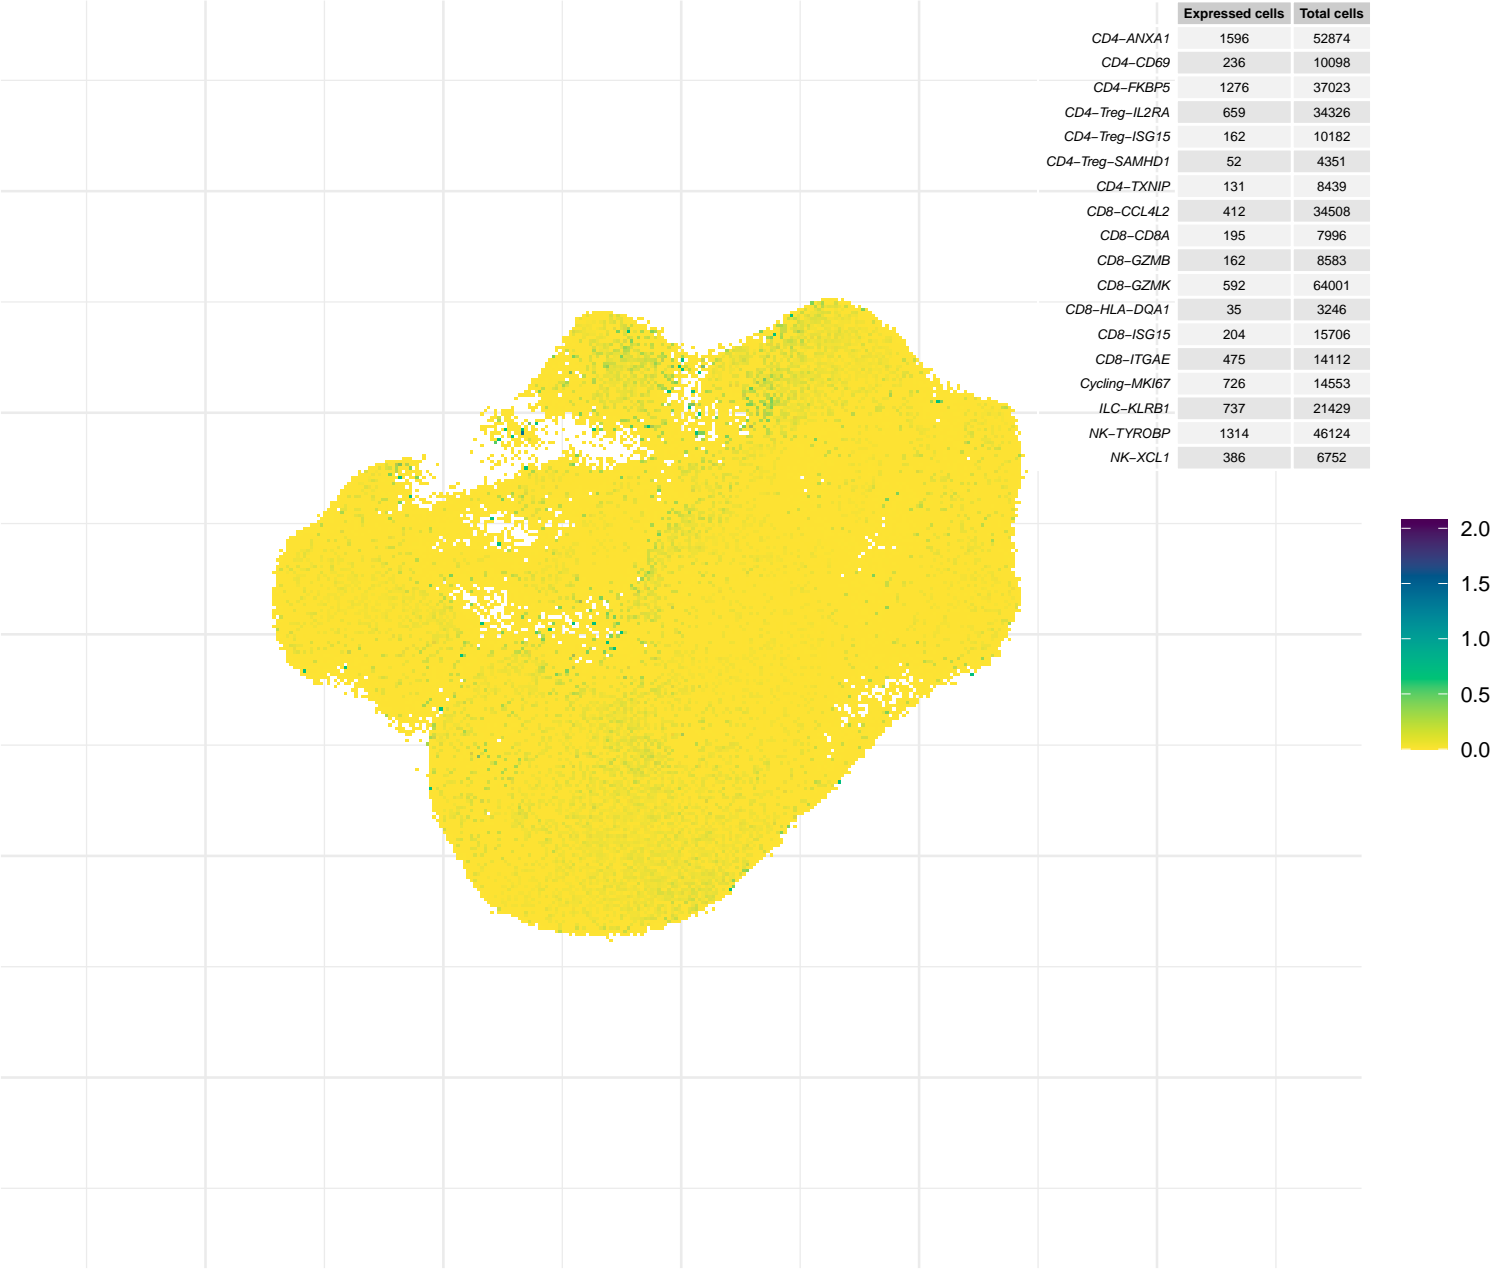 Expressed cells Total cells
CD4−ANXA1 1596 52874
CD4−CD69 236 10098
CD4−FKBP5 1276 37023
CD4−Treg−IL2RA 659 34326
CD4−Treg−ISG15 162 10182
CD4−Treg−SAMHD1 52 4351
CD4−TXNIP 131 8439
CD8−CCL4L2 412 34508
CD8−CD8A 195 7996
CD8−GZMB 162 8583
CD8−GZMK 592 64001
CD8−HLA−DQA1 35 3246
CD8−ISG15 204 15706
CD8−ITGAE 475 14112
Cycling−MKI67 726 14553
ILC−KLRB1 737 21429
NK−TYROBP 1314 46124
NK−XCL1 386 6752
2.0
1.5
1.0
0.5
0.0